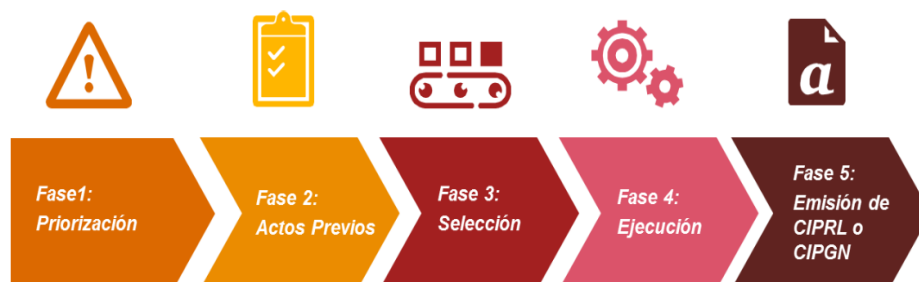 Fase1:
Priorización
Fase 2:
Actos Previos
Fase 3:
Selección
Fase 4:
Ejecución
Fase 5:
Emisión de
CIPRL o
CIPGN
a